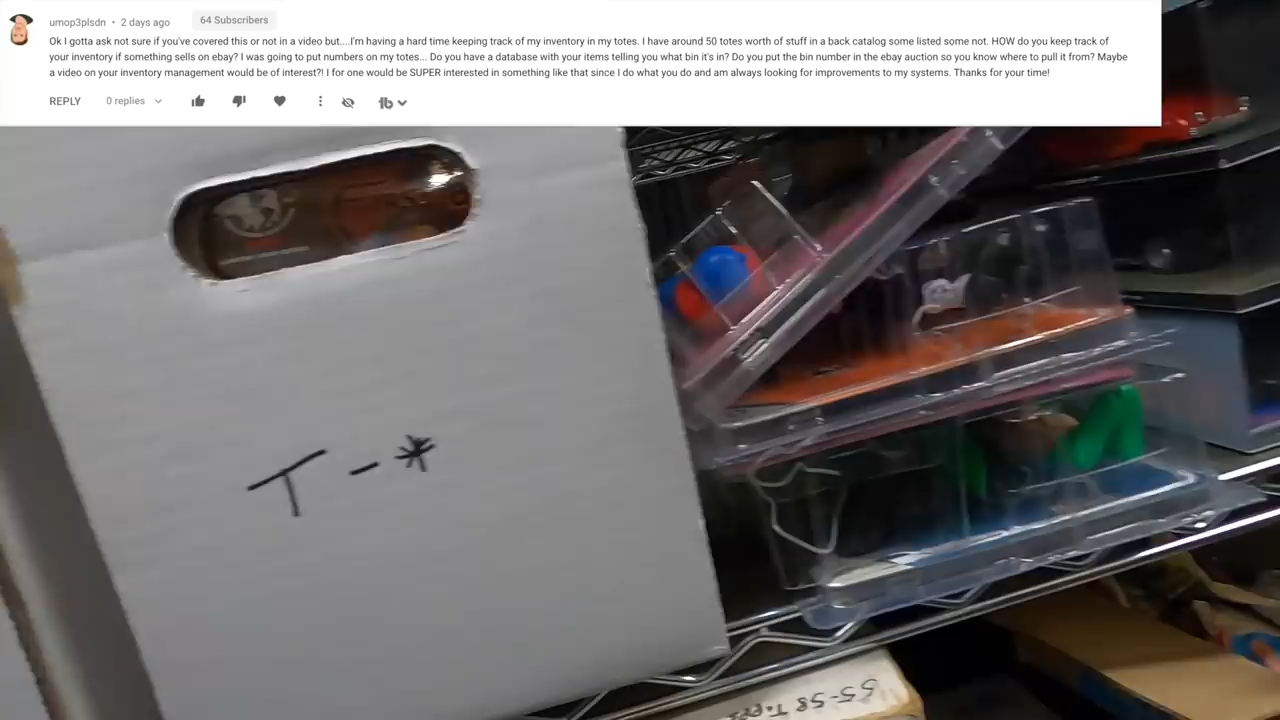 umop3plsdn • 2 days ago 64 Subscribers
Ok I gotta ask not sure if you've covered this or not in a video but....I'm having a hard time keeping track of my inventory in my totes. I have around 50 totes worth of stuff in a back catalog some listed some not. HOW do you keep track of
your inventory if something sells on ebay? I was going to put numbers on my totes... Do you have a database with your items telling you what bin it's in? Do you put the bin number in the ebay auction so you know where to pull it from? Maybe
a video on your inventory management would be of interest?! I for one would be SUPER interested in something like that since I do what you do and am always looking for improvements to my systems. Thanks for your time!
REPLY 0 replies
T-*
55-58 Topps